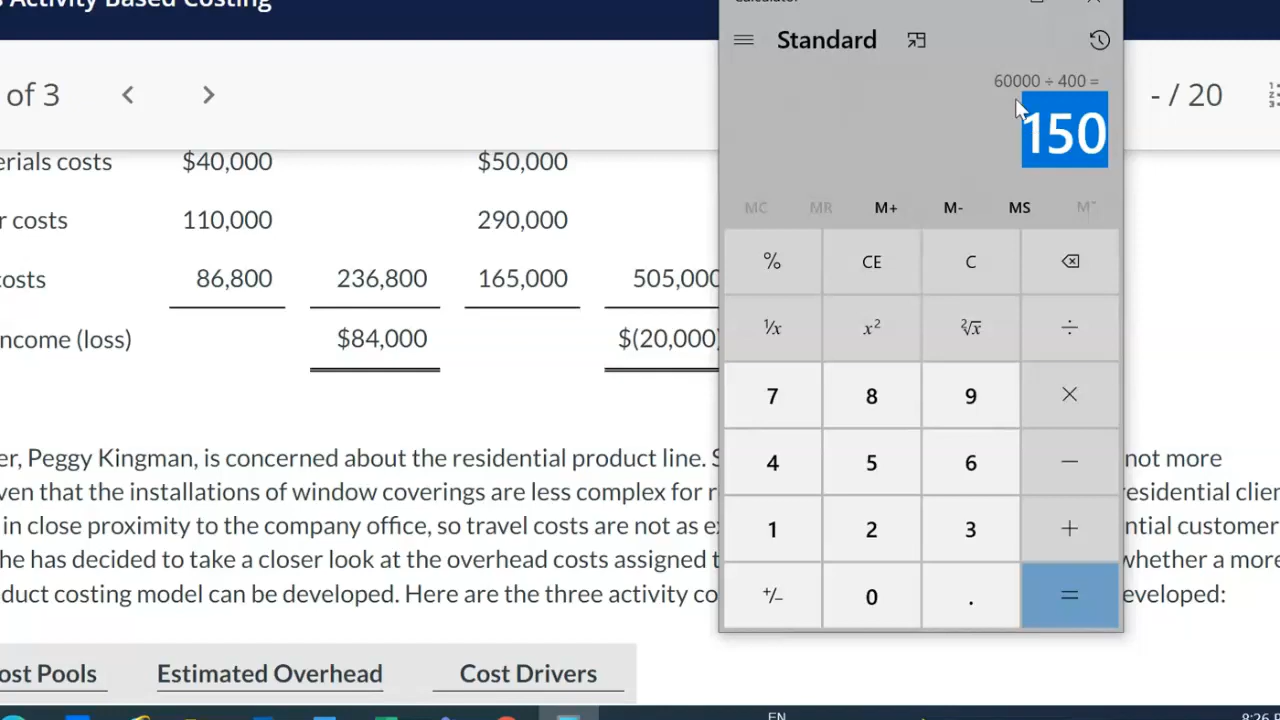 Activity Based Costing
Standard
60000 ÷ 400 =
150
of 3 < >
- / 20
erials costs $40,000 $50,000
r costs 110,000 290,000
costs 86,800 236,800 165,000 505,000
ncome (loss) $84,000 $(20,000)
MC MR M+ M- MS
% CE C
¹/x x² ²√x ÷
7 8 9 ×
4 5 6 −
1 2 3 +
+/− 0 . =
er, Peggy Kingman, is concerned about the residential product line. S not more
ven that the installations of window coverings are less complex for r residential clien
in close proximity to the company office, so travel costs are not as ex ntial customer
he has decided to take a closer look at the overhead costs assigned t whether a more
duct costing model can be developed. Here are the three activity co eveloped:
ost Pools Estimated Overhead Cost Drivers
EN